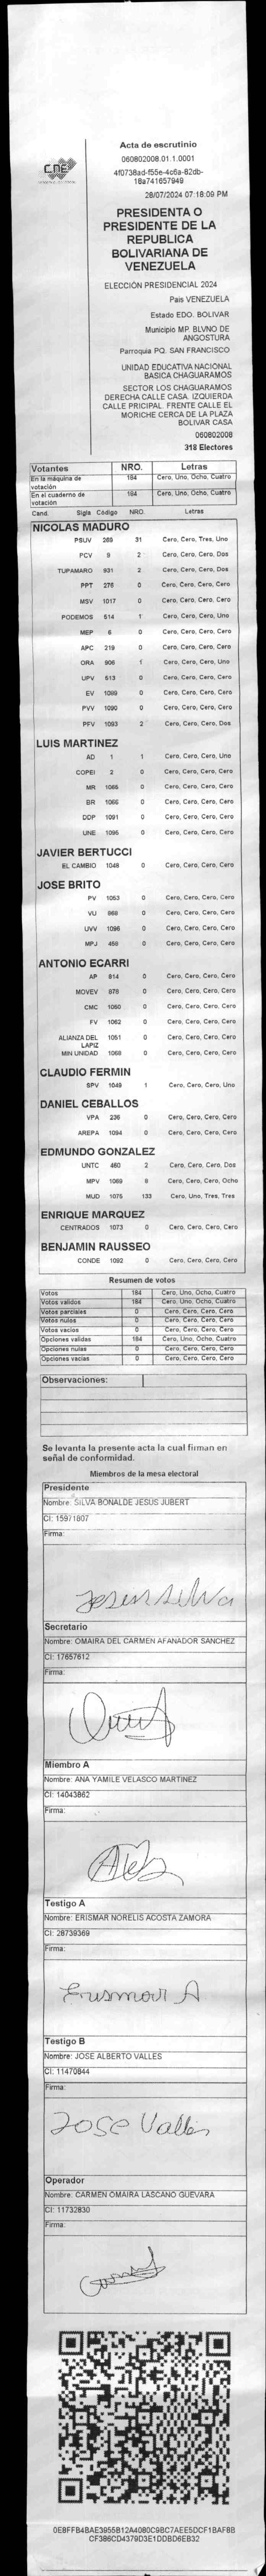 CNE
Acta de escrutinio
060802008.01.1.0001
4f0738ad-f55e-4c6a-82db-
18a741657949
28/07/2024 07:18:09 PM
PRESIDENTA O
PRESIDENTE DE LA
REPUBLICA
BOLIVARIANA DE
VENEZUELA
ELECCIÓN PRESIDENCIAL 2024
Pais VENEZUELA
Estado EDO. BOLIVAR
Municipio MP. BLVNO DE
ANGOSTURA
Parroquia PQ. SAN FRANCISCO
UNIDAD EDUCATIVA NACIONAL
BASICA CHAGUARAMOS
SECTOR LOS CHAGUARAMOS
DERECHA CALLE CASA. IZQUIERDA
CALLE PRICIPAL. FRENTE CALLE EL
MORICHE CERCA DE LA PLAZA
BOLIVAR CASA
060802008
318 Electores
Votantes NRO. Letras
En la máquina de votación 184 Cero, Uno, Ocho, Cuatro
En el cuaderno de votación 184 Cero, Uno, Ocho, Cuatro
Cand. Sigla Código NRO. Letras
NICOLAS MADURO
PSUV 269 31 Cero, Cero, Tres, Uno
PCV 9 2 Cero, Cero, Cero, Dos
TUPAMARO 931 2 Cero, Cero, Cero, Dos
PPT 276 0 Cero, Cero, Cero, Cero
MSV 1017 0 Cero, Cero, Cero, Cero
PODEMOS 514 1 Cero, Cero, Cero, Uno
MEP 6 0 Cero, Cero, Cero, Cero
APC 219 0 Cero, Cero, Cero, Cero
ORA 906 1 Cero, Cero, Cero, Uno
UPV 513 0 Cero, Cero, Cero, Cero
EV 1089 0 Cero, Cero, Cero, Cero
PVV 1090 0 Cero, Cero, Cero, Cero
PFV 1093 2 Cero, Cero, Cero, Dos
LUIS MARTINEZ
AD 1 1 Cero, Cero, Cero, Uno
COPEI 2 0 Cero, Cero, Cero, Cero
MR 1065 0 Cero, Cero, Cero, Cero
BR 1066 0 Cero, Cero, Cero, Cero
DDP 1091 0 Cero, Cero, Cero, Cero
UNE 1095 0 Cero, Cero, Cero, Cero
JAVIER BERTUCCI
EL CAMBIO 1048 0 Cero, Cero, Cero, Cero
JOSE BRITO
PV 1053 0 Cero, Cero, Cero, Cero
VU 868 0 Cero, Cero, Cero, Cero
UVV 1096 0 Cero, Cero, Cero, Cero
MPJ 456 0 Cero, Cero, Cero, Cero
ANTONIO ECARRI
AP 814 0 Cero, Cero, Cero, Cero
MOVEV 876 0 Cero, Cero, Cero, Cero
CMC 1050 0 Cero, Cero, Cero, Cero
FV 1052 0 Cero, Cero, Cero, Cero
ALIANZA DEL LAPIZ 1051 0 Cero, Cero, Cero, Cero
MIN UNIDAD 1068 0 Cero, Cero, Cero, Cero
CLAUDIO FERMIN
SPV 1049 1 Cero, Cero, Cero, Uno
DANIEL CEBALLOS
VPA 236 0 Cero, Cero, Cero, Cero
AREPA 1094 0 Cero, Cero, Cero, Cero
EDMUNDO GONZALEZ
UNTC 460 2 Cero, Cero, Cero, Dos
MPV 1069 8 Cero, Cero, Cero, Ocho
MUD 1075 133 Cero, Uno, Tres, Tres
ENRIQUE MARQUEZ
CENTRADOS 1073 0 Cero, Cero, Cero, Cero
BENJAMIN RAUSSEO
CONDE 1092 0 Cero, Cero, Cero, Cero
Resumen de votos
Votos 184 Cero, Uno, Ocho, Cuatro
Votos validos 184 Cero, Uno, Ocho, Cuatro
Votos parciales 0 Cero, Cero, Cero, Cero
Votos nulos 0 Cero, Cero, Cero, Cero
Votos vacios 0 Cero, Cero, Cero, Cero
Opciones validas 184 Cero, Uno, Ocho, Cuatro
Opciones nulas 0 Cero, Cero, Cero, Cero
Opciones vacias 0 Cero, Cero, Cero, Cero
Observaciones:
Se levanta la presente acta la cual firman en
señal de conformidad.
Miembros de la mesa electoral
Presidente
Nombre: SILVA BONALDE JESUS JUBERT
CI: 15971807
Firma:
Jesus silva
Secretario
Nombre: OMAIRA DEL CARMEN AFANADOR SANCHEZ
CI: 17657612
Firma:
Miembro A
Nombre: ANA YAMILE VELASCO MARTINEZ
CI: 14043862
Firma:
Testigo A
Nombre: ERISMAR NORELIS ACOSTA ZAMORA
CI: 28739369
Firma:
Erismar A
Testigo B
Nombre: JOSE ALBERTO VALLES
CI: 11470844
Firma:
Jose Valles
Operador
Nombre: CARMEN OMAIRA LASCANO GUEVARA
CI: 11732830
Firma:
0E8FFB4BAE3955B12A4080C9BC7AEE5DCF1BAF8B
CF386CD4379D3E1DDBD6EB32